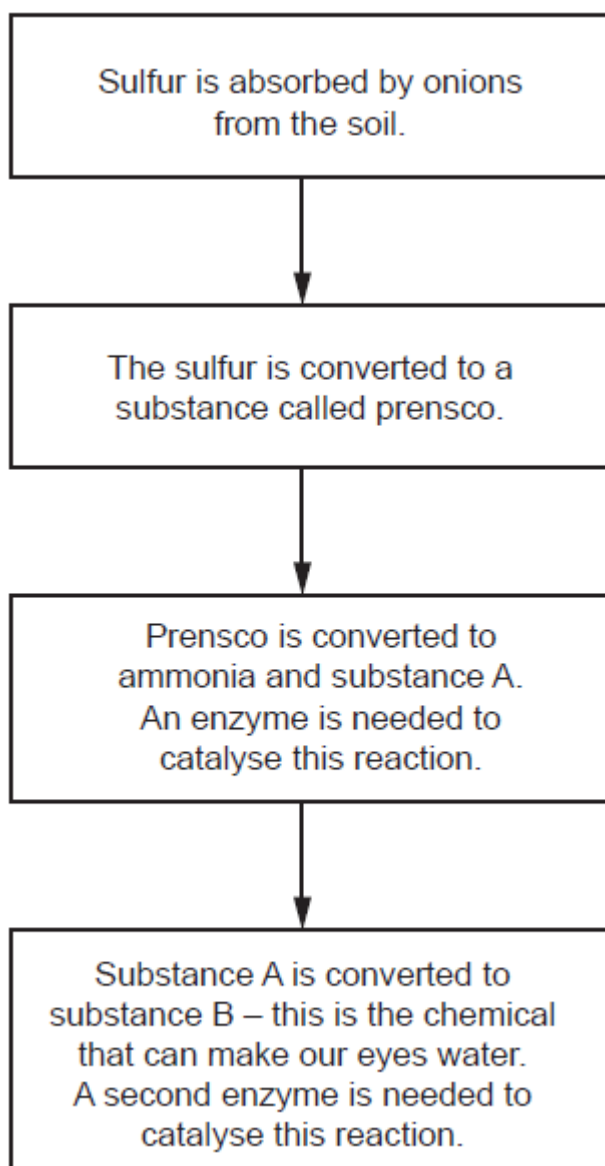 Sulfur is absorbed by onions
from the soil.
The sulfur is converted to a
substance called prensco.
Prensco is converted to
ammonia and substance A.
An enzyme is needed to
catalyse this reaction.
Substance A is converted to
substance B – this is the chemical
that can make our eyes water.
A second enzyme is needed to
catalyse this reaction.